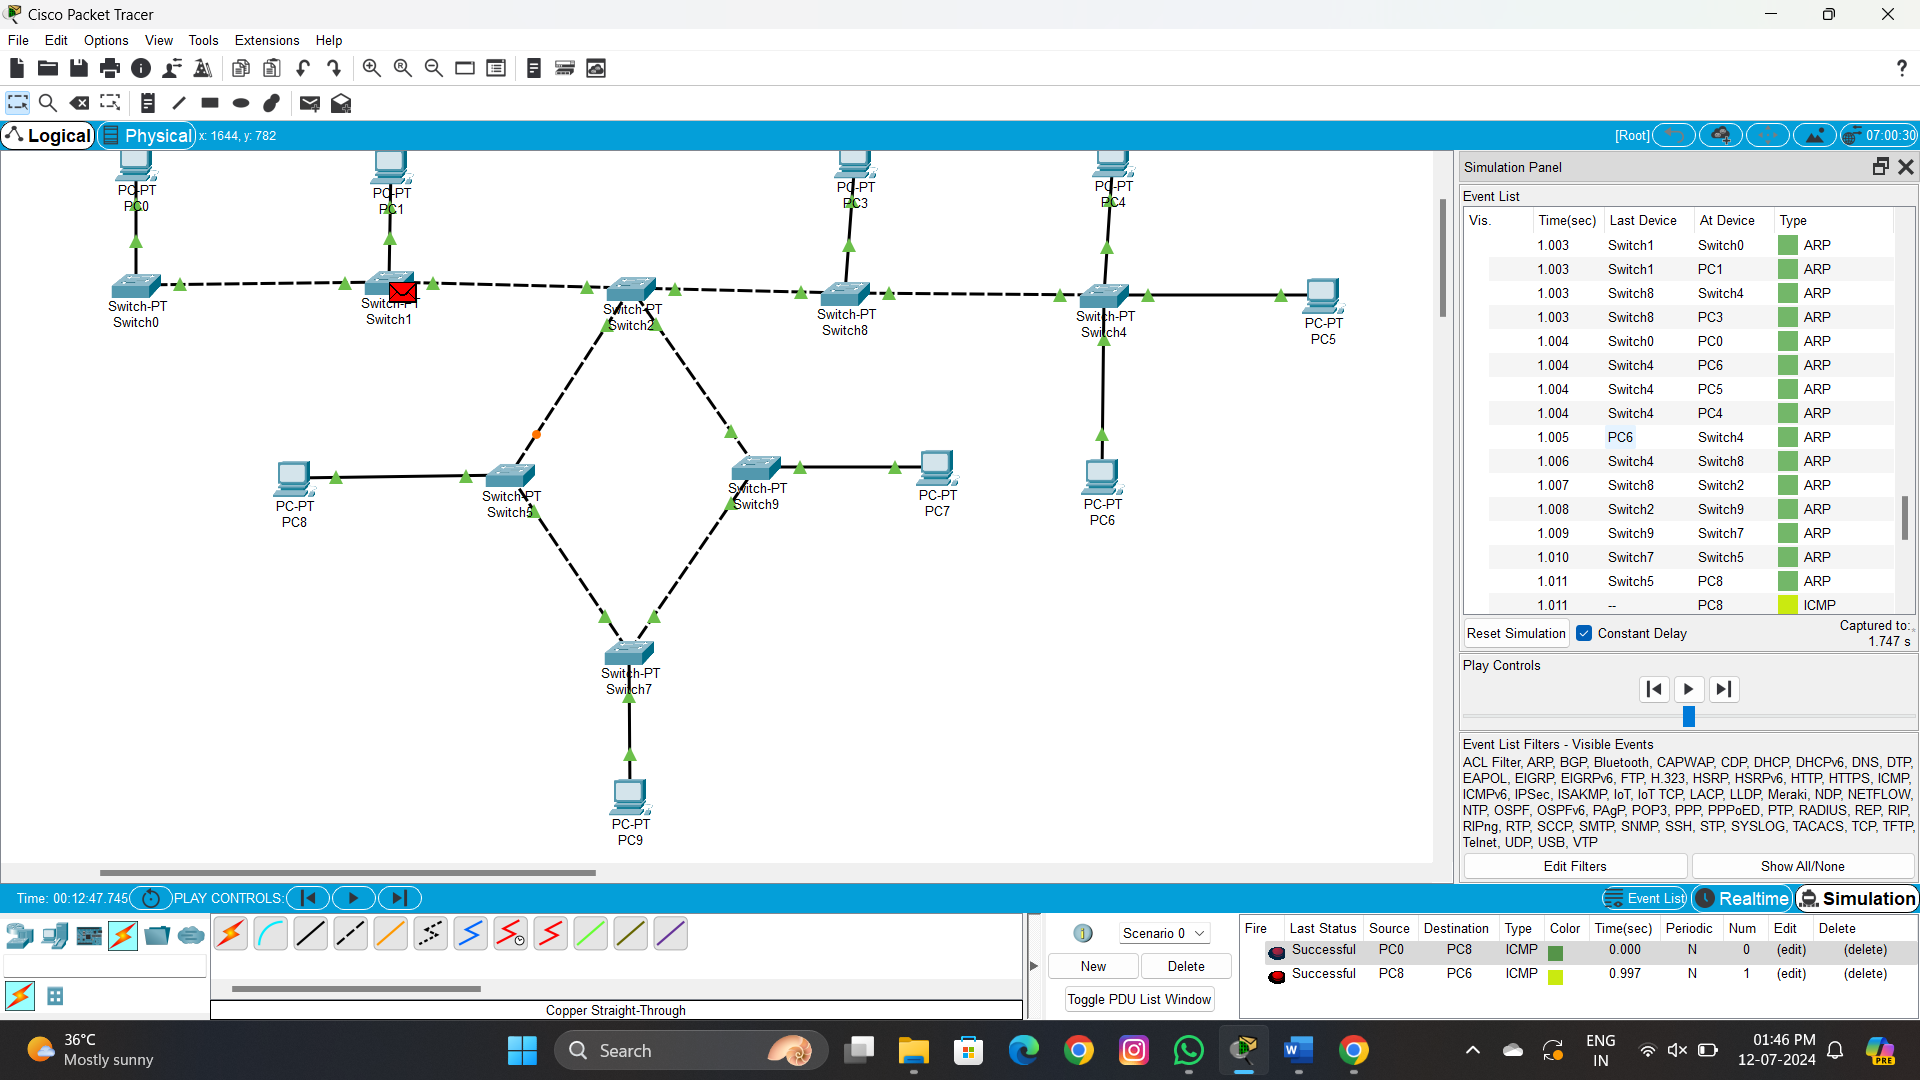 Cisco Packet Tracer
File Edit Options View Tools Extensions Help
?
Logical Physical x: 1644, y: 782 [Root] 07:00:30
PC-PT
PC0
PC-PT
PC1
PC-PT
PC3
PC-PT
PC4
Switch-PT
Switch0
Switch-PT
Switch1
Switch-PT
Switch2
Switch-PT
Switch8
Switch-PT
Switch4
PC-PT
PC5
PC-PT
PC8
Switch-PT
Switch5
Switch-PT
Switch9
PC-PT
PC7
PC-PT
PC6
Switch-PT
Switch7
PC-PT
PC9
Simulation Panel
Event List
Vis. Time(sec) Last Device At Device Type
1.003 Switch1 Switch0 ARP
1.003 Switch1 PC1 ARP
1.003 Switch8 Switch4 ARP
1.003 Switch8 PC3 ARP
1.004 Switch0 PC0 ARP
1.004 Switch4 PC6 ARP
1.004 Switch4 PC5 ARP
1.004 Switch4 PC4 ARP
1.005 PC6 Switch4 ARP
1.006 Switch4 Switch8 ARP
1.007 Switch8 Switch2 ARP
1.008 Switch2 Switch9 ARP
1.009 Switch9 Switch7 ARP
1.010 Switch7 Switch5 ARP
1.011 Switch5 PC8 ARP
1.011 -- PC8 ICMP
Reset Simulation Constant Delay Captured to:
1.747 s
Play Controls
Event List Filters - Visible Events
ACL Filter, ARP, BGP, Bluetooth, CAPWAP, CDP, DHCP, DHCPv6, DNS, DTP,
EAPOL, EIGRP, EIGRPv6, FTP, H.323, HSRP, HSRPv6, HTTP, HTTPS, ICMP,
ICMPv6, IPSec, ISAKMP, IoT, IoT TCP, LACP, LLDP, Meraki, NDP, NETFLOW,
NTP, OSPF, OSPFv6, PAgP, POP3, PPP, PPPoED, PTP, RADIUS, REP, RIP,
RIPng, RTP, SCCP, SMTP, SNMP, SSH, STP, SYSLOG, TACACS, TCP, TFTP,
Telnet, UDP, USB, VTP
Edit Filters Show All/None
Time: 00:12:47.745 PLAY CONTROLS: Event List Realtime Simulation
Copper Straight-Through
Scenario 0
New Delete
Toggle PDU List Window
Fire Last Status Source Destination Type Color Time(sec) Periodic Num Edit Delete
Successful PC0 PC8 ICMP 0.000 N 0 (edit) (delete)
Successful PC8 PC6 ICMP 0.997 N 1 (edit) (delete)
36°C
Mostly sunny
Search
ENG
IN
01:46 PM
12-07-2024
PRE